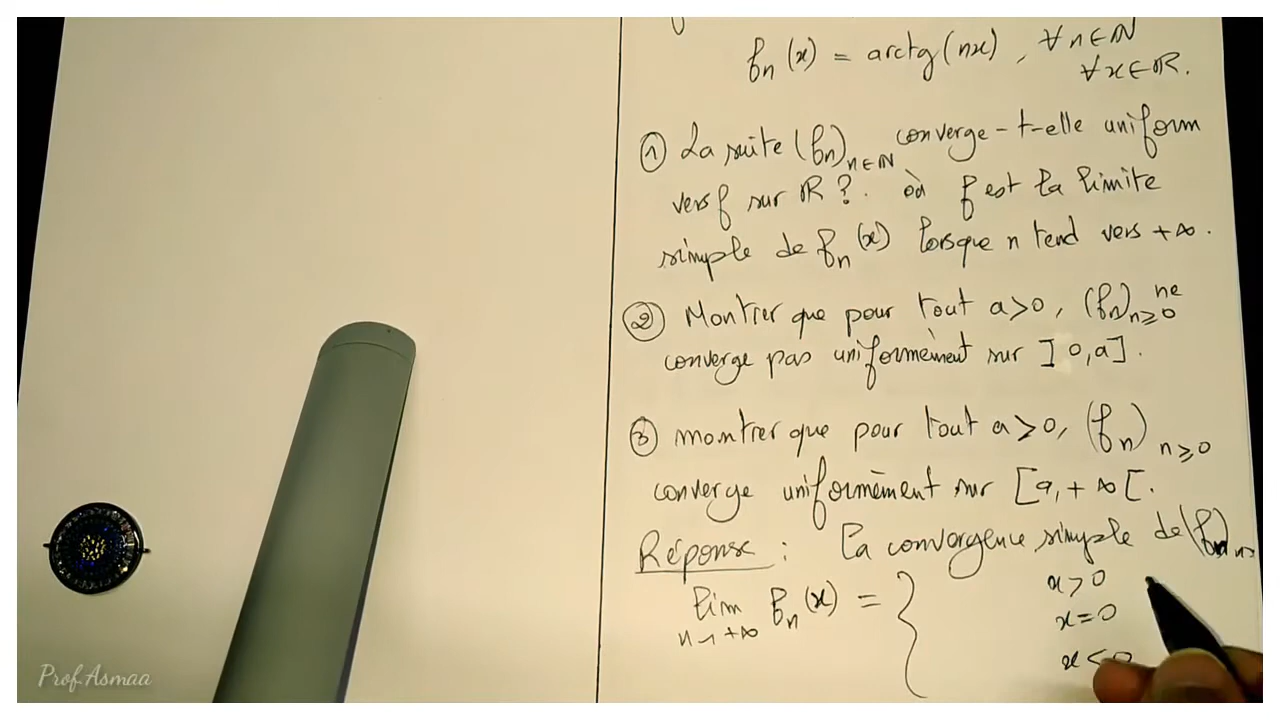 fn(x) = arctg(nx), ∀n∈ℕ
∀x∈ℝ.
① La suite (fn)n∈ℕ converge-t-elle uniform
vers f sur ℝ ? où f est la limite
simple de fn(x) lorsque n tend vers +∞.
② Montrer que pour tout a>0, (fn)n≥0 ne
converge pas uniformément sur ]0,a].
③ montrer que pour tout a>0, (fn)n≥0
converge uniformément sur [a,+∞[.
Réponse : La convergence simple de (fn)n
lim n→+∞ fn(x) = {
x>0
x=0
x<0
Prof.Asmaa